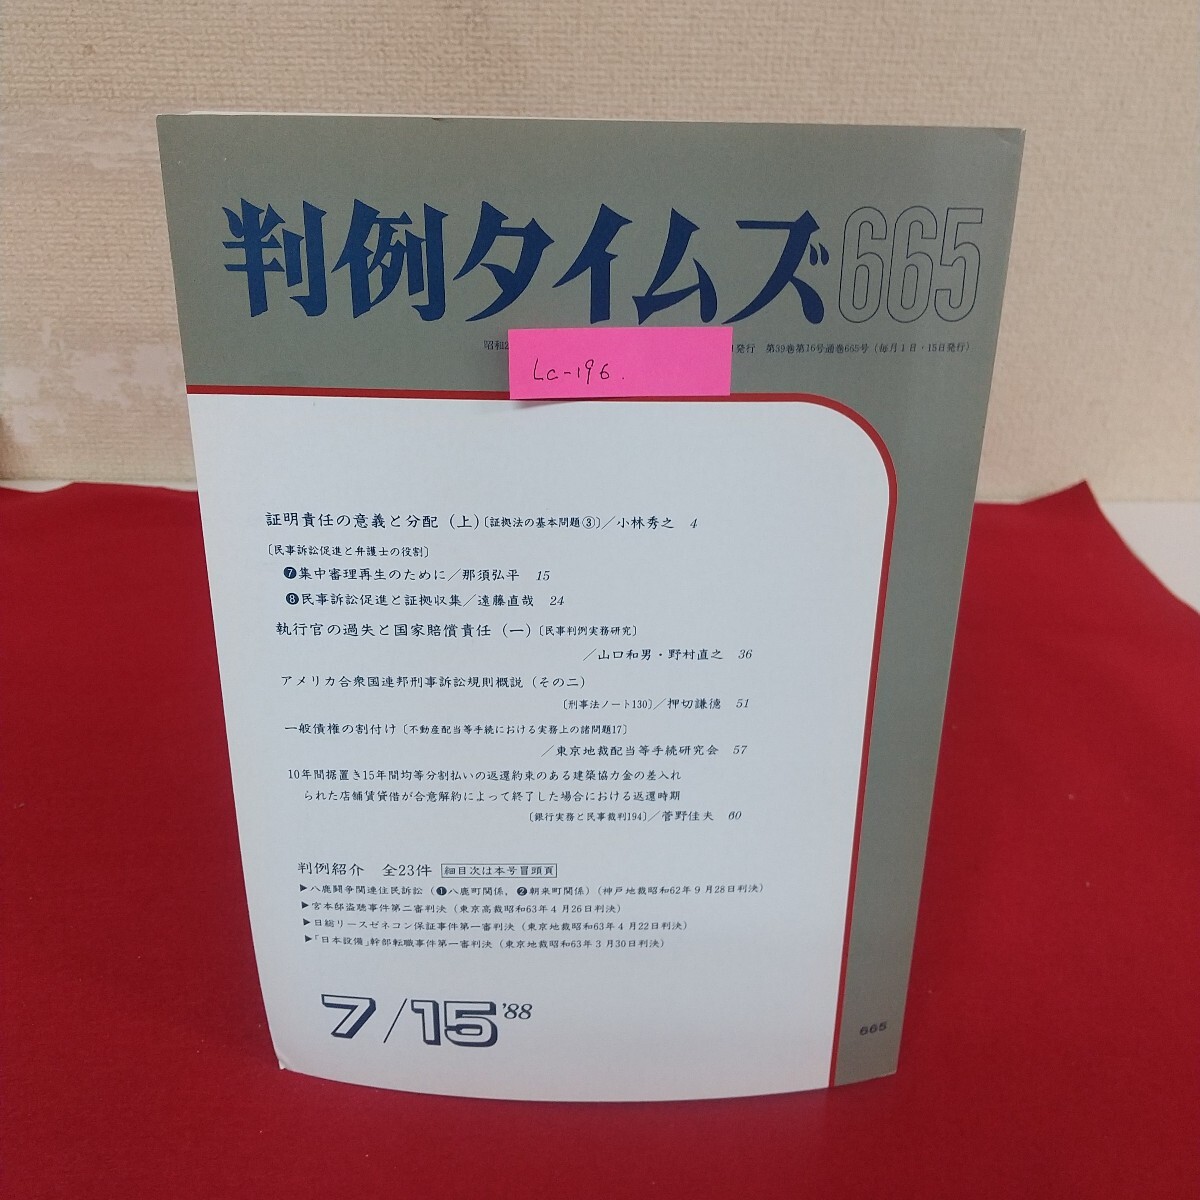 判例タイムズ665
昭和2
発行 第39巻第16号通巻665号(毎月1日・15日発行)
Lc-196.
証明責任の意義と分配(上)〔証拠法の基本問題③〕/小林秀之 4
〔民事訴訟促進と弁護士の役割〕
❼集中審理再生のために/那須弘平 15
❽民事訴訟促進と証拠収集/遠藤直哉 24
執行官の過失と国家賠償責任(一)〔民事判例実務研究〕
/山口和男・野村直之 36
アメリカ合衆国連邦刑事訴訟規則概説(その二)
〔刑事法ノート130〕/押切謙徳 51
一般債権の割付け〔不動産配当等手続における実務上の諸問題17〕
/東京地裁配当等手続研究会 57
10年間据置き15年間均等分割払いの返還約束のある建築協力金の差入れ
られた店舗賃貸借が合意解約によって終了した場合における返還時期
〔銀行実務と民事裁判194〕/菅野佳夫 60
判例紹介 全23件 細目次は本号冒頭頁
▶八鹿闘争関連住民訴訟(❶八鹿町関係,❷朝来町関係)(神戸地裁昭和62年9月28日判決)
▶宮本邸盗聴事件第二審判決(東京高裁昭和63年4月26日判決)
▶日総リースゼネコン保証事件第一審判決(東京地裁昭和63年4月22日判決)
▶「日本設備」幹部転職事件第一審判決(東京地裁昭和63年3月30日判決)
7/15'88
665